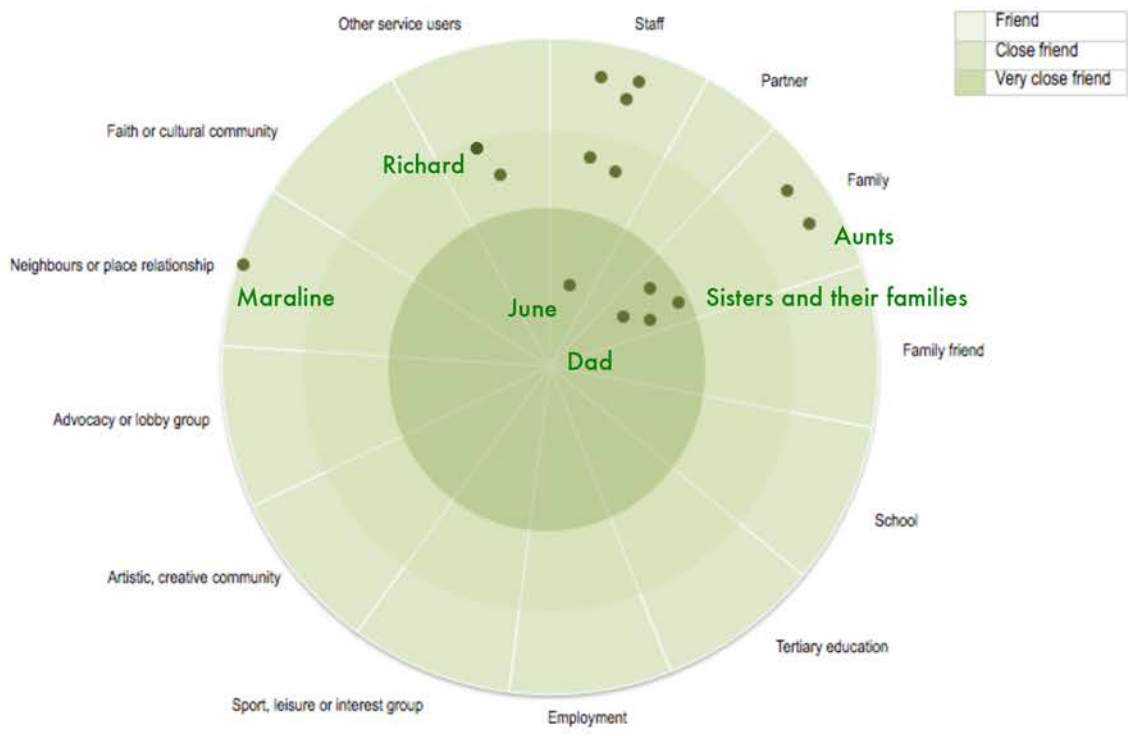 Other service users
Staff
Friend
Close friend
Very close friend
Partner
Faith or cultural community
Richard
Family
Aunts
Neighbours or place relationship
Maraline
June
Sisters and their families
Dad
Family friend
Advocacy or lobby group
School
Artistic, creative community
Tertiary education
Sport, leisure or interest group
Employment